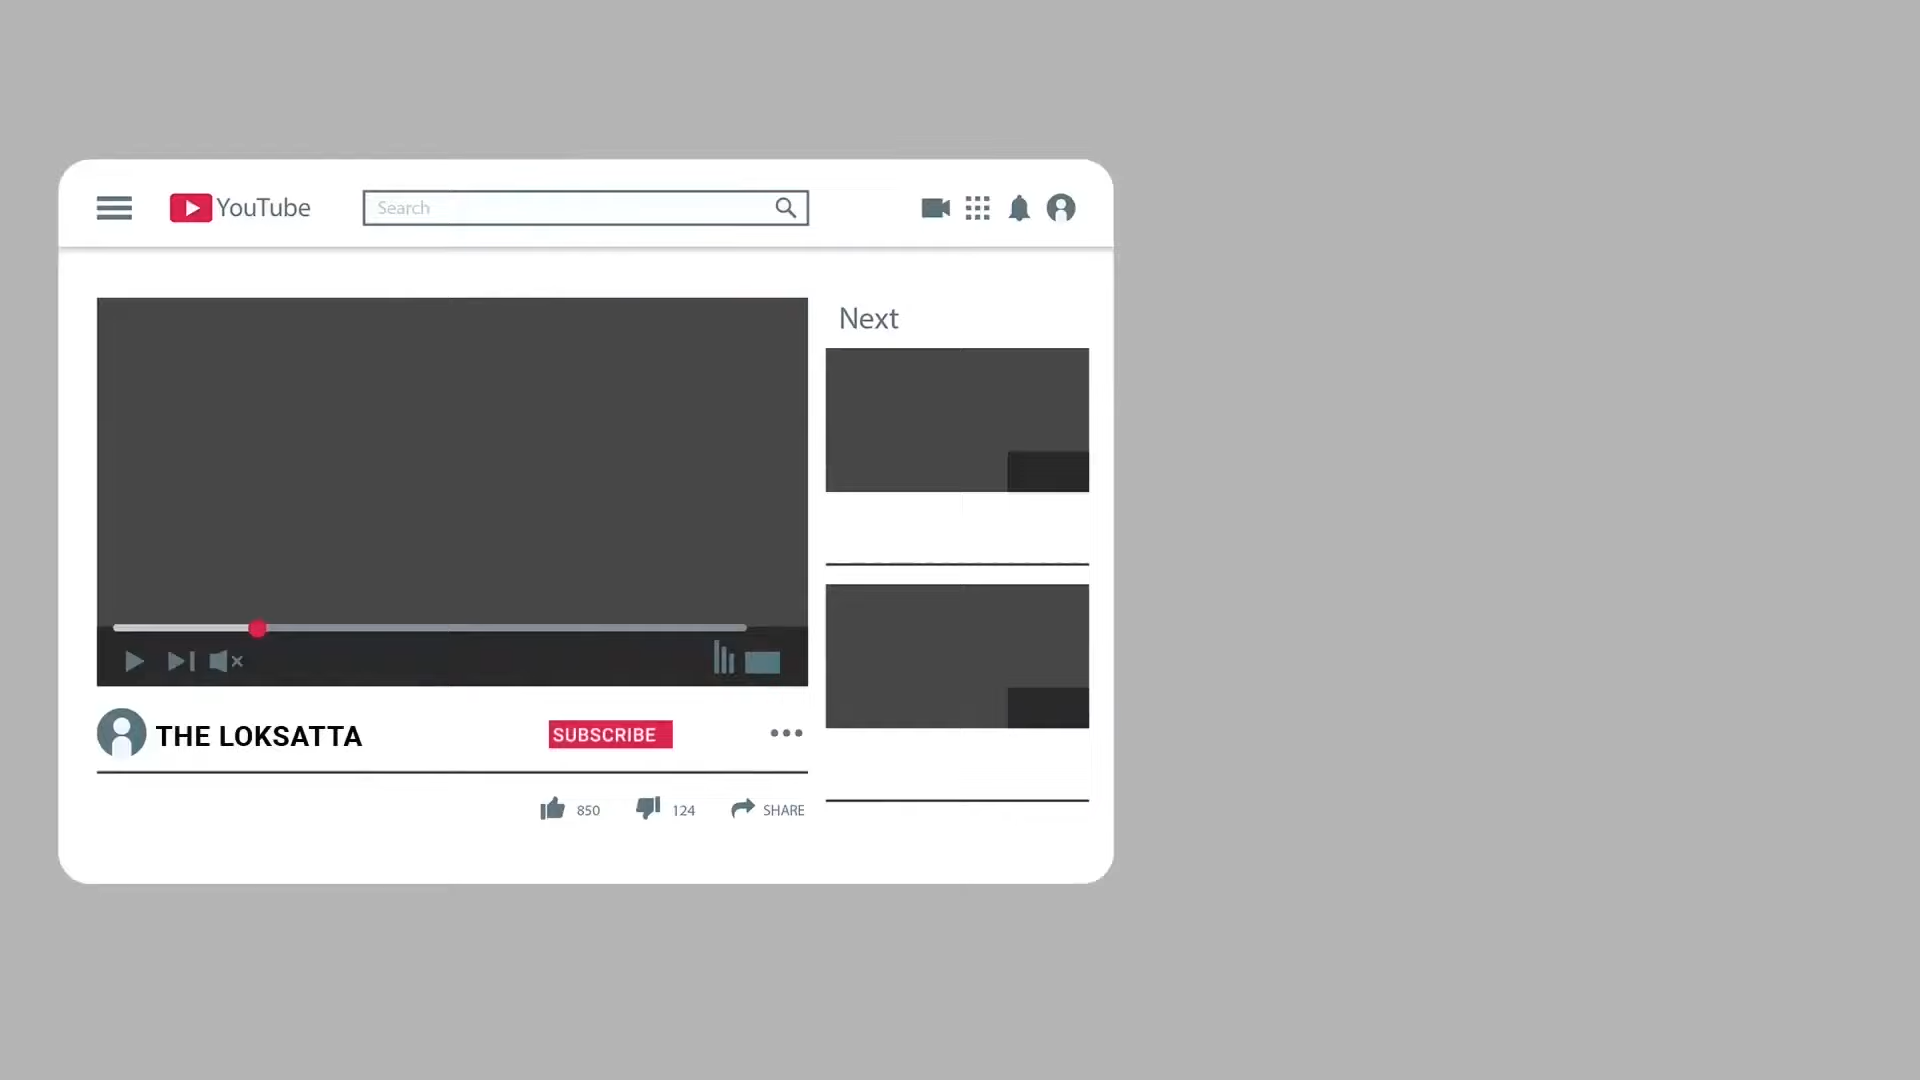 YouTube
Search
Next
THE LOKSATTA
SUBSCRIBE
850
124
SHARE